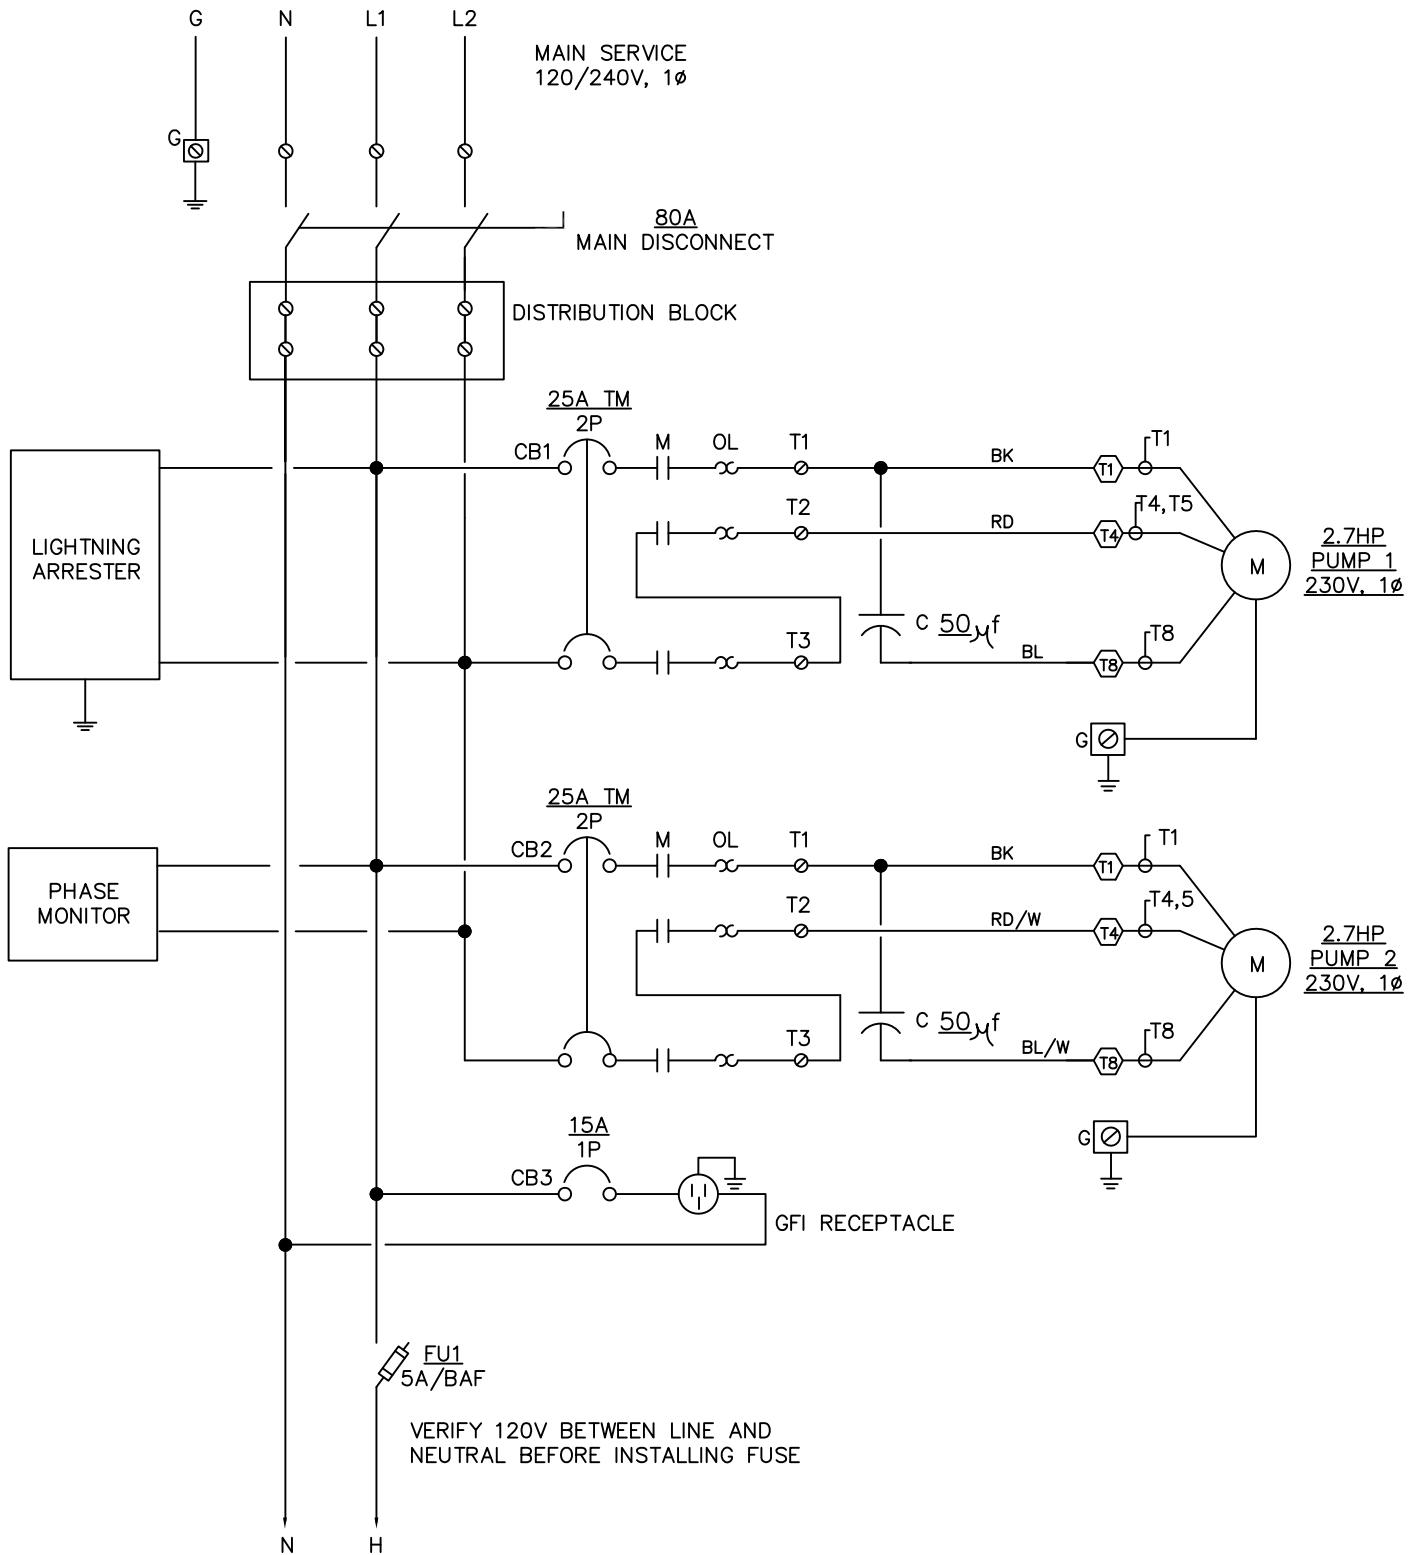 G N L1 L2
MAIN SERVICE
120/240V, 1ø
G
80A
MAIN DISCONNECT
DISTRIBUTION BLOCK
25A TM
2P
CB1 M OL T1 BK T1 T1
T2 RD T4 T4,T5
LIGHTNING
ARRESTER
M
2.7HP
PUMP 1
230V, 1ø
C 50µf
T3 BL T8 T8
G
25A TM
2P
CB2 M OL T1 BK T1 T1
PHASE
MONITOR
T2 RD/W T4 T4,5
M
2.7HP
PUMP 2
230V, 1ø
C 50µf
T3 BL/W T8 T8
G
15A
1P
CB3
GFI RECEPTACLE
FU1
5A/BAF
VERIFY 120V BETWEEN LINE AND
NEUTRAL BEFORE INSTALLING FUSE
N H